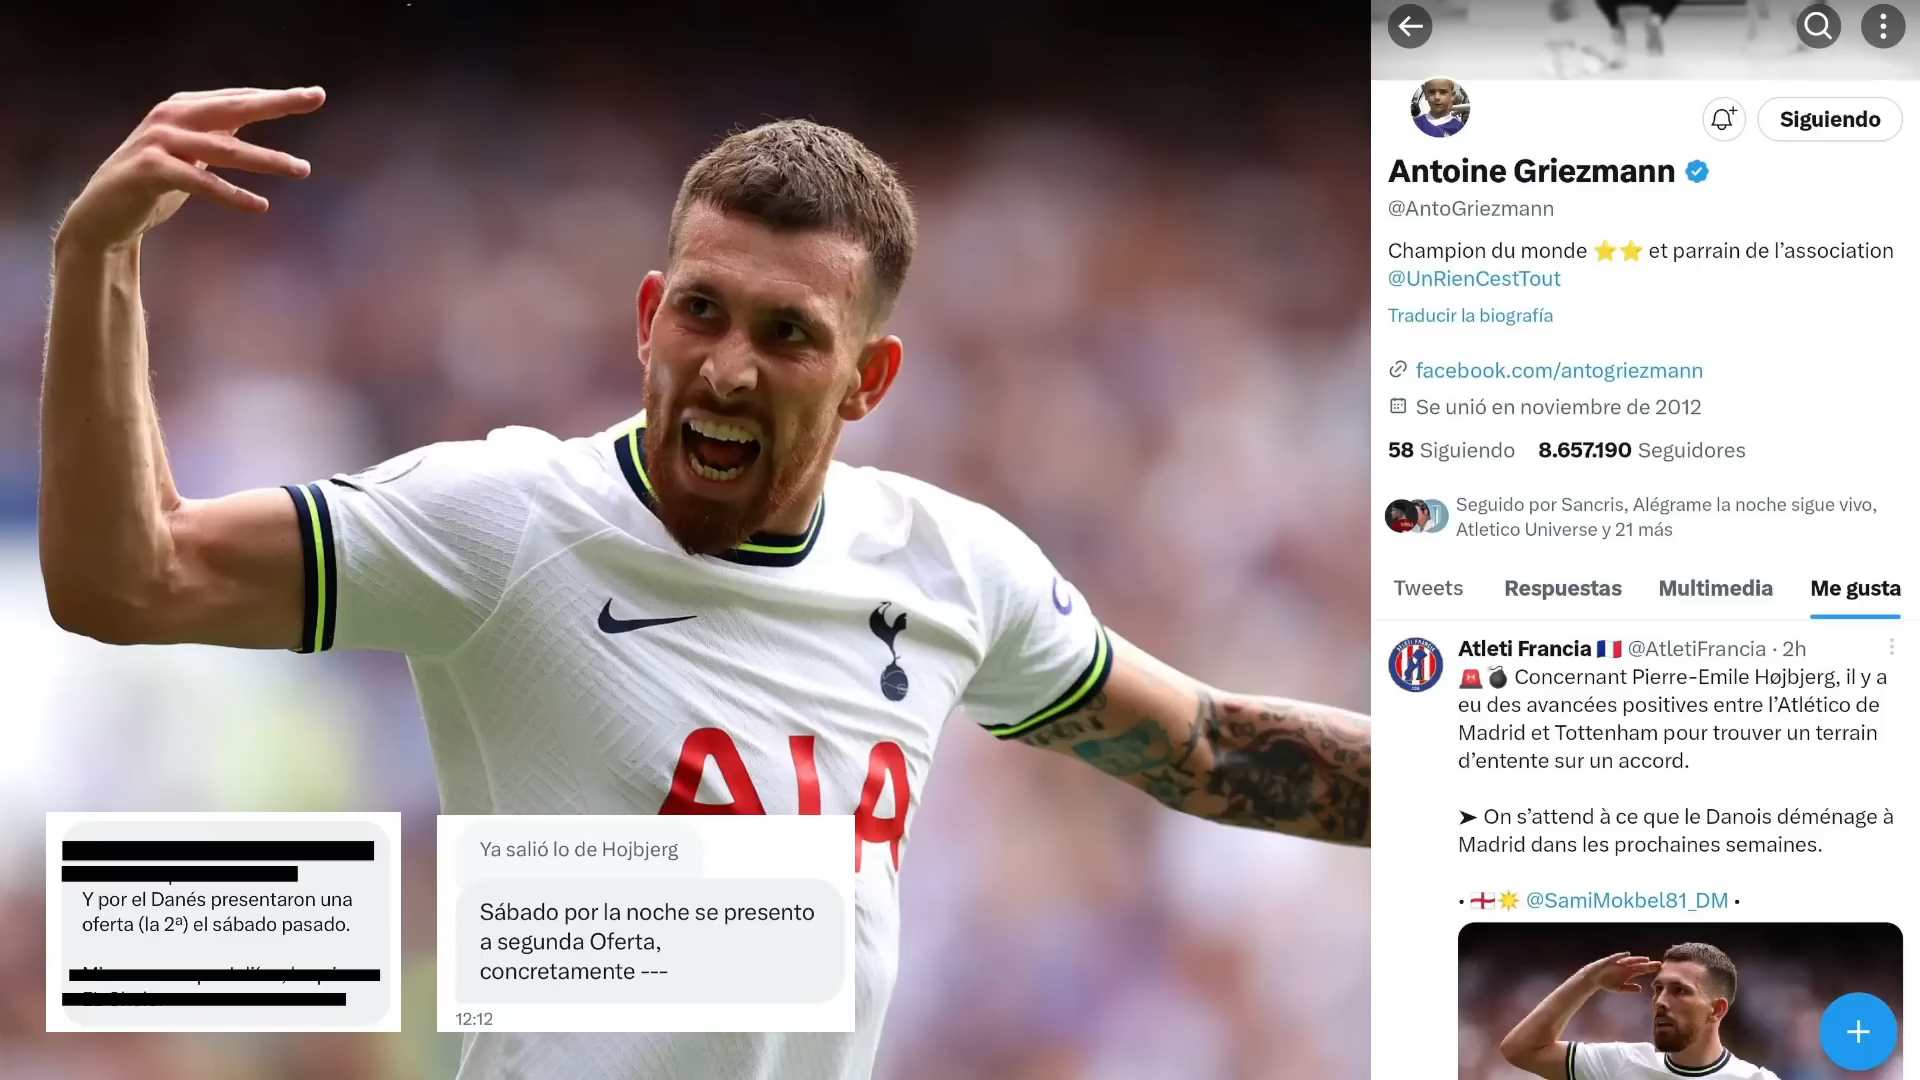 AIA
Y por el Danés presentaron una
oferta (la 2ª) el sábado pasado.
Ya salió lo de Hojbjerg
Sábado por la noche se presento
a segunda Oferta,
concretamente ---
12:12
Siguiendo
Antoine Griezmann
@AntoGriezmann
Champion du monde ⭐⭐ et parrain de l’association
@UnRienCestTout
Traducir la biografía
facebook.com/antogriezmann
Se unió en noviembre de 2012
58 Siguiendo 8.657.190 Seguidores
Seguido por Sancris, Alégrame la noche sigue vivo,
Atletico Universe y 21 más
Tweets Respuestas Multimedia Me gusta
Atleti Francia 🇫🇷 @AtletiFrancia · 2h
🚨💣 Concernant Pierre-Emile Højbjerg, il y a
eu des avancées positives entre l’Atlético de
Madrid et Tottenham pour trouver un terrain
d’entente sur un accord.
➤ On s’attend à ce que le Danois déménage à
Madrid dans les prochaines semaines.
• 🏴󠁧󠁢󠁥󠁮󠁧󠁿☀️ @SamiMokbel81_DM •